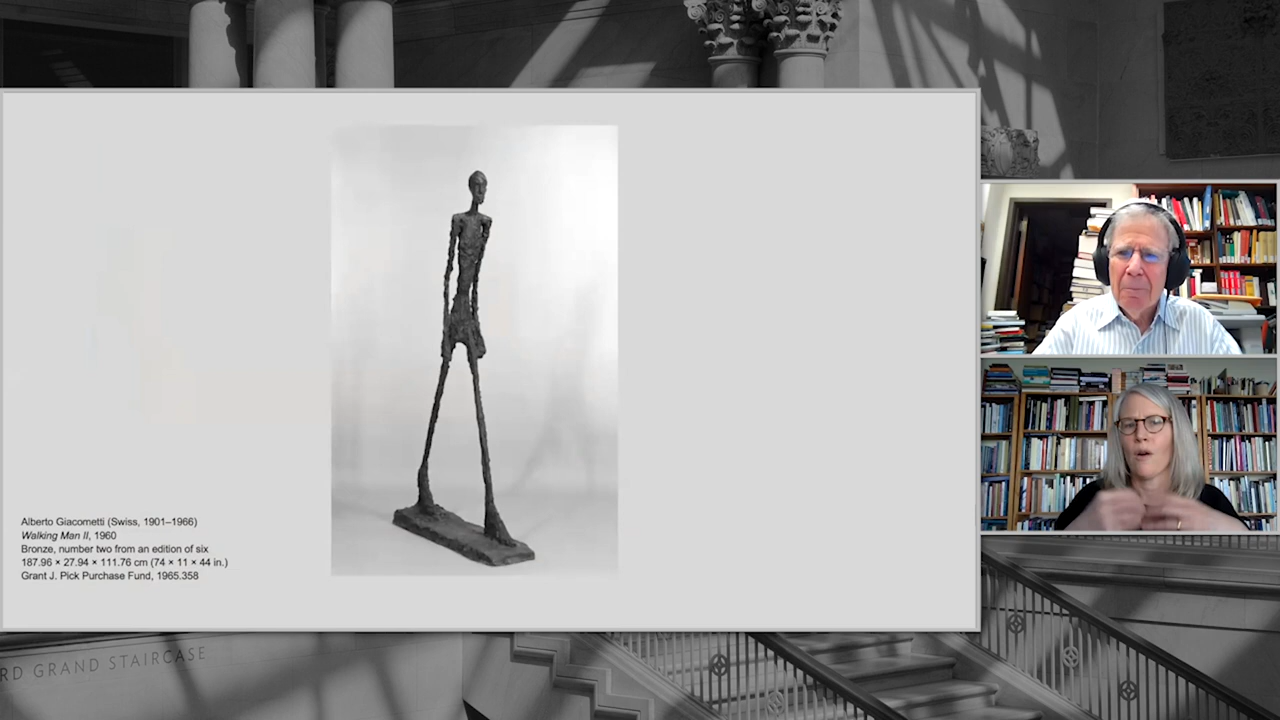 Alberto Giacometti (Swiss, 1901–1966)
Walking Man II, 1960
Bronze, number two from an edition of six
187.96 × 27.94 × 111.76 cm (74 × 11 × 44 in.)
Grant J. Pick Purchase Fund, 1965.358
RD GRAND STAIRCASE